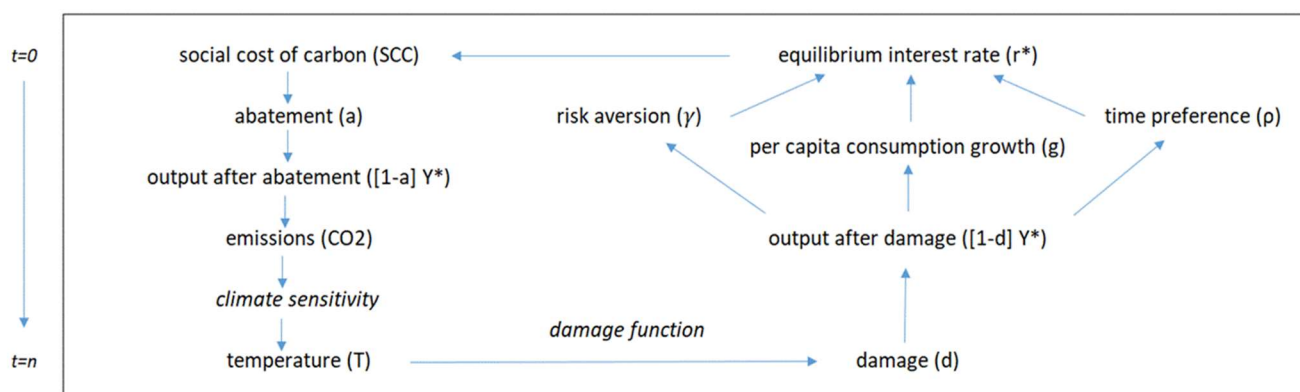 t=0
social cost of carbon (SCC)
equilibrium interest rate (r*)
abatement (a)
risk aversion (γ)
time preference (ρ)
per capita consumption growth (g)
output after abatement ([1-a] Y*)
emissions (CO2)
output after damage ([1-d] Y*)
climate sensitivity
damage function
t=n
temperature (T)
damage (d)